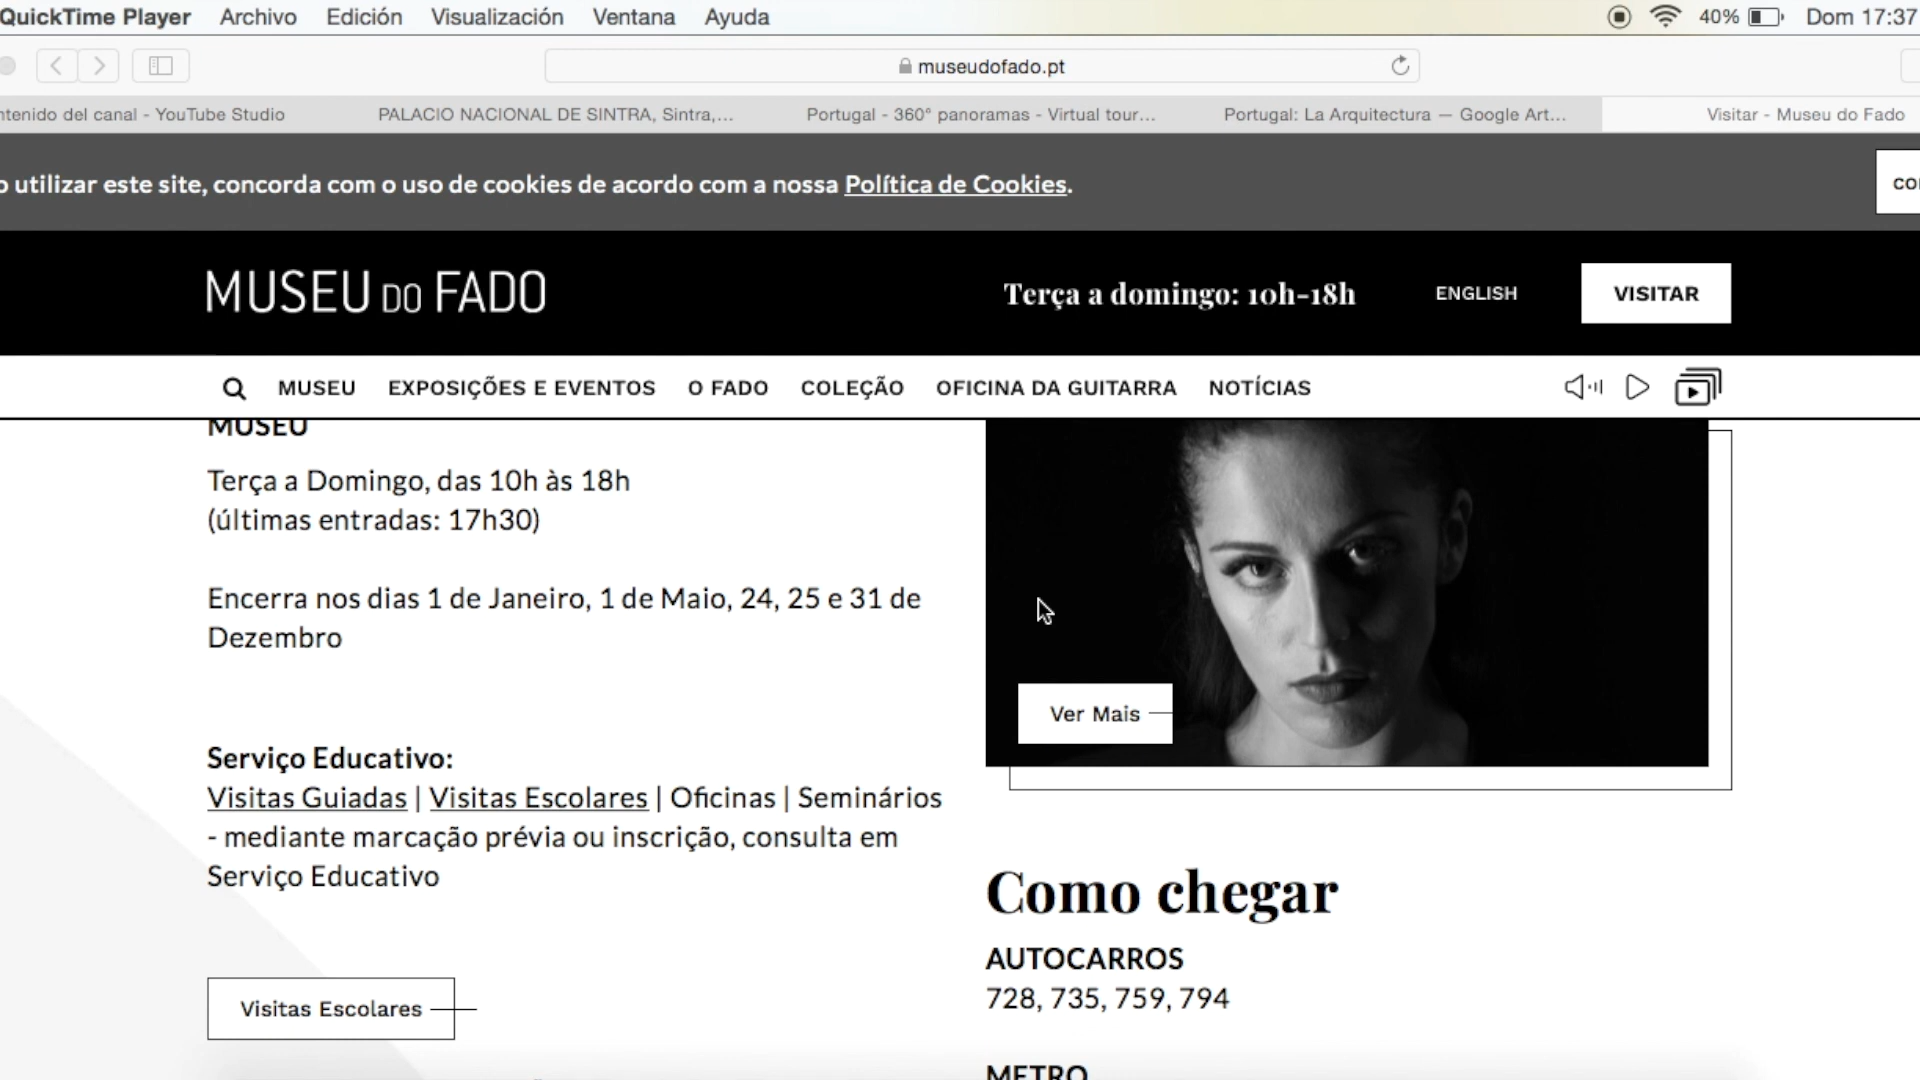 QuickTime Player Archivo Edición Visualización Ventana Ayuda 40% Dom 17:37
museudofado.pt
ntenido del canal - YouTube Studio PALACIO NACIONAL DE SINTRA, Sintra,... Portugal - 360° panoramas - Virtual tour... Portugal: La Arquitectura — Google Art... Visitar - Museu do Fado
o utilizar este site, concorda com o uso de cookies de acordo com a nossa Política de Cookies.
MUSEU DO FADO Terça a domingo: 10h-18h ENGLISH VISITAR
MUSEU EXPOSIÇÕES E EVENTOS O FADO COLEÇÃO OFICINA DA GUITARRA NOTÍCIAS
MUSEU
Terça a Domingo, das 10h às 18h
(últimas entradas: 17h30)
Encerra nos dias 1 de Janeiro, 1 de Maio, 24, 25 e 31 de
Dezembro
Serviço Educativo:
Visitas Guiadas | Visitas Escolares | Oficinas | Seminários
- mediante marcação prévia ou inscrição, consulta em
Serviço Educativo
Visitas Escolares
Ver Mais
Como chegar
AUTOCARROS
728, 735, 759, 794
METRO